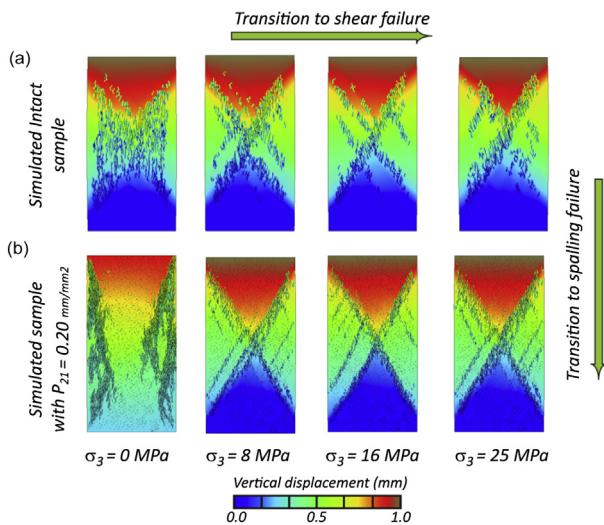 Transition to shear failure
(a)
Simulated Intact
sample
Transition to spalling failure
(b)
Simulated sample
with P21 = 0.20 mm/mm2
σ3 = 0 MPa σ3 = 8 MPa σ3 = 16 MPa σ3 = 25 MPa
Vertical displacement (mm)
0.0 0.5 1.0